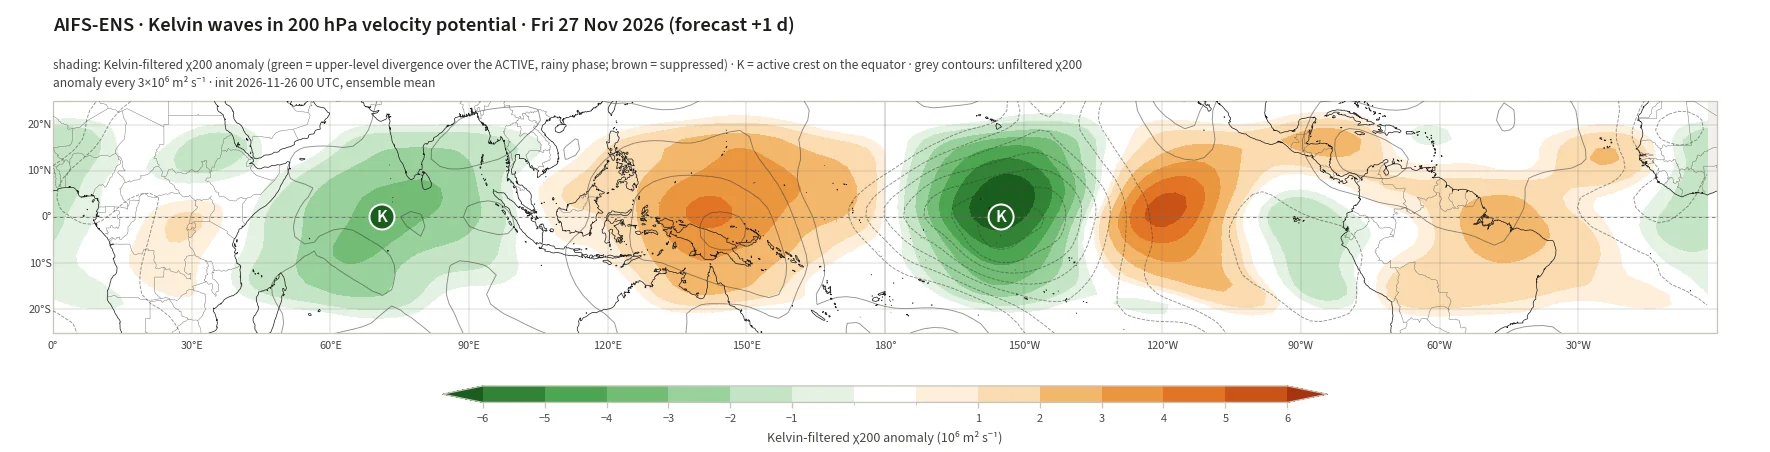 AIFS-ENS · Kelvin waves in 200 hPa velocity potential · Fri 27 Nov 2026 (forecast +1 d)
shading: Kelvin-filtered χ200 anomaly (green = upper-level divergence over the ACTIVE, rainy phase; brown = suppressed) · K = active crest on the equator · grey contours: unfiltered χ200
anomaly every 3×10⁶ m² s⁻¹ · init 2026-11-26 00 UTC, ensemble mean
20°N
10°N
0°
10°S
20°S
K
K
0° 30°E 60°E 90°E 120°E 150°E 180° 150°W 120°W 90°W 60°W 30°W
−6 −5 −4 −3 −2 −1 1 2 3 4 5 6
Kelvin-filtered χ200 anomaly (10⁶ m² s⁻¹)